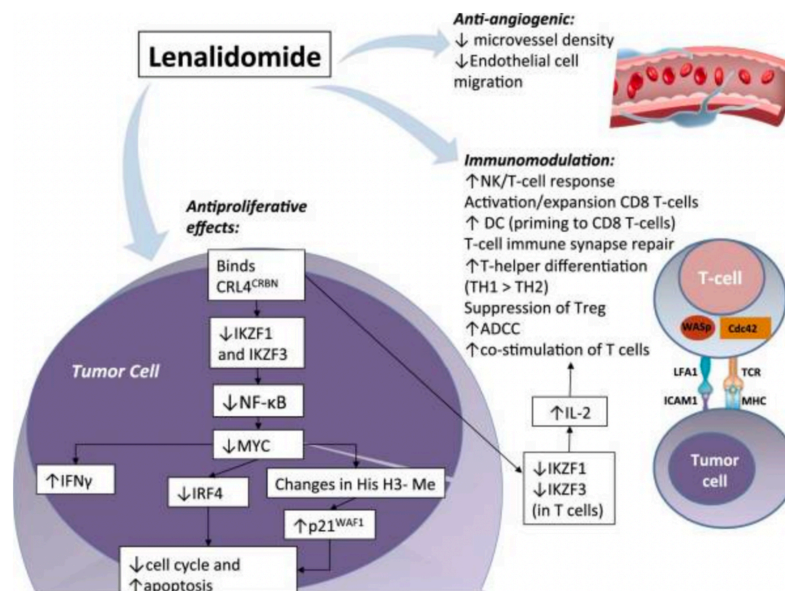 Lenalidomide
Anti-angiogenic:
↓ microvessel density
↓Endothelial cell
migration
Immunomodulation:
↑NK/T-cell response
Activation/expansion CD8 T-cells
↑ DC (priming to CD8 T-cells)
T-cell immune synapse repair
↑T-helper differentiation
(TH1 > TH2)
Suppression of Treg
↑ADCC
↑co-stimulation of T cells
Antiproliferative
effects:
Binds
CRL4CRBN
↓IKZF1
and IKZF3
↓NF-κB
↓MYC
↑IFNγ
↓IRF4
Changes in His H3- Me
↑p21WAF1
↓cell cycle and
↑apoptosis
Tumor Cell
↑IL-2
↓IKZF1
↓IKZF3
(in T cells)
T-cell
WASp
Cdc42
LFA1
TCR
ICAM1
MHC
Tumor
cell